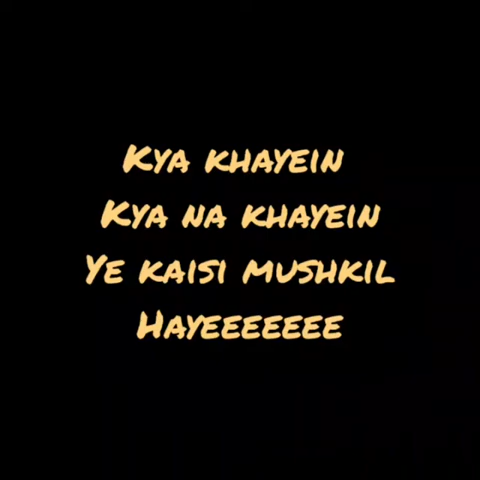 Kya khayein
Kya na khayein
Ye kaisi mushkil
Hayeeeeeee